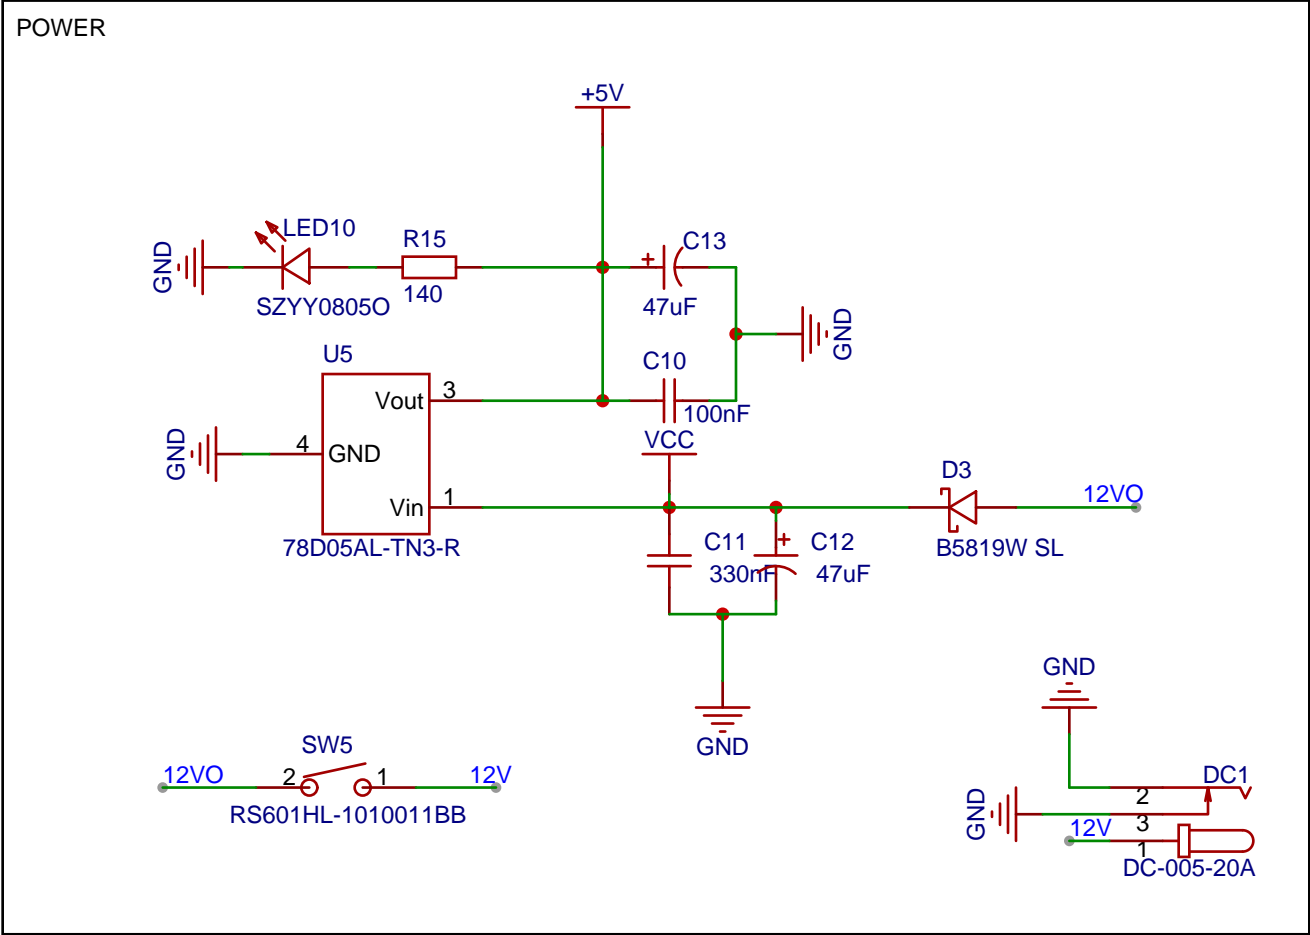 POWER
+5V
LED10
R15
C13
GND
SZYY0805O
140
47uF
GND
U5
C10
Vout
3
100nF
VCC
GND
4
GND
D3
Vin
1
12VO
78D05AL-TN3-R
C11
330nF
C12
47uF
B5819W SL
GND
GND
SW5
12VO
2
1
12V
RS601HL-1010011BB
DC1
2
GND
3
12V
1
DC-005-20A